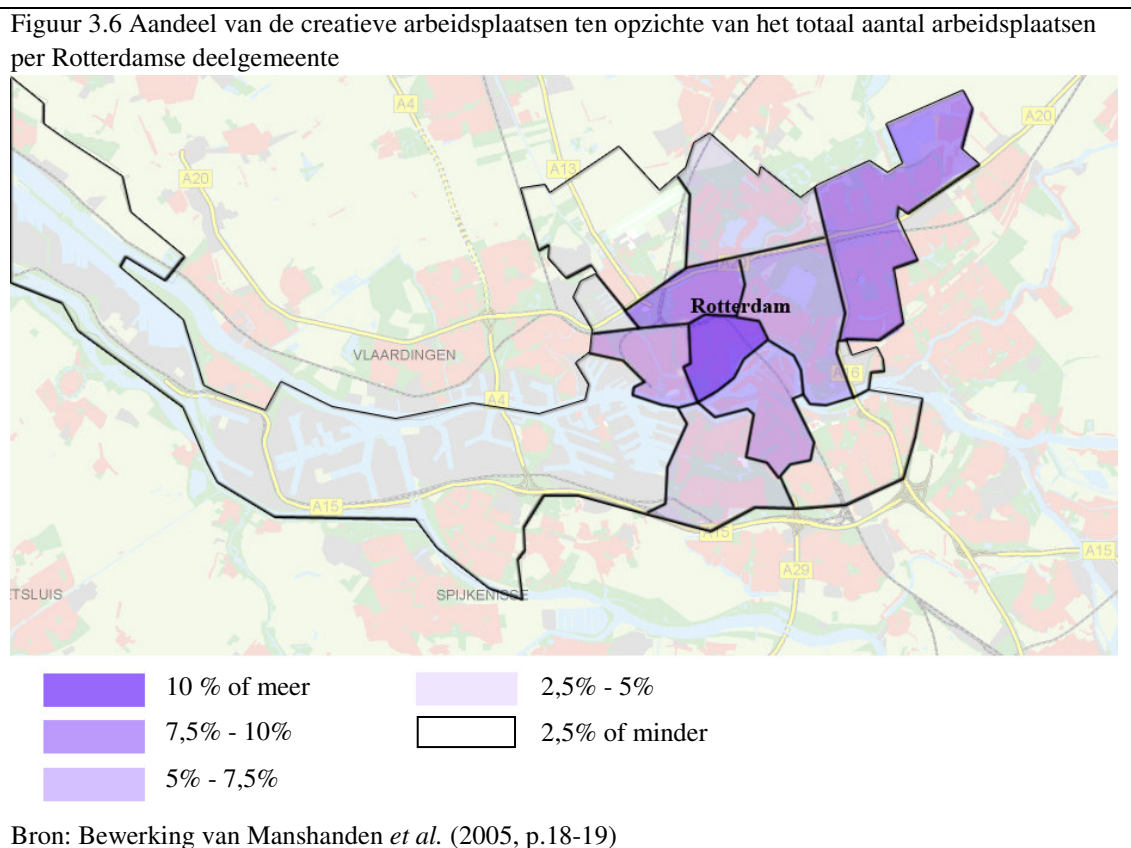 Figuur 3.6 Aandeel van de creatieve arbeidsplaatsen ten opzichte van het totaal aantal arbeidsplaatsen
per Rotterdamse deelgemeente
A4
A20
A13
A20
A20
Rotterdam
VLAARDINGEN
A16
A4
A15
A15
A15
A29
ETSLUIS
SPIJKENISSE
10 % of meer
7,5% - 10%
5% - 7,5%
2,5% - 5%
2,5% of minder
Bron: Bewerking van Manshanden et al. (2005, p.18-19)